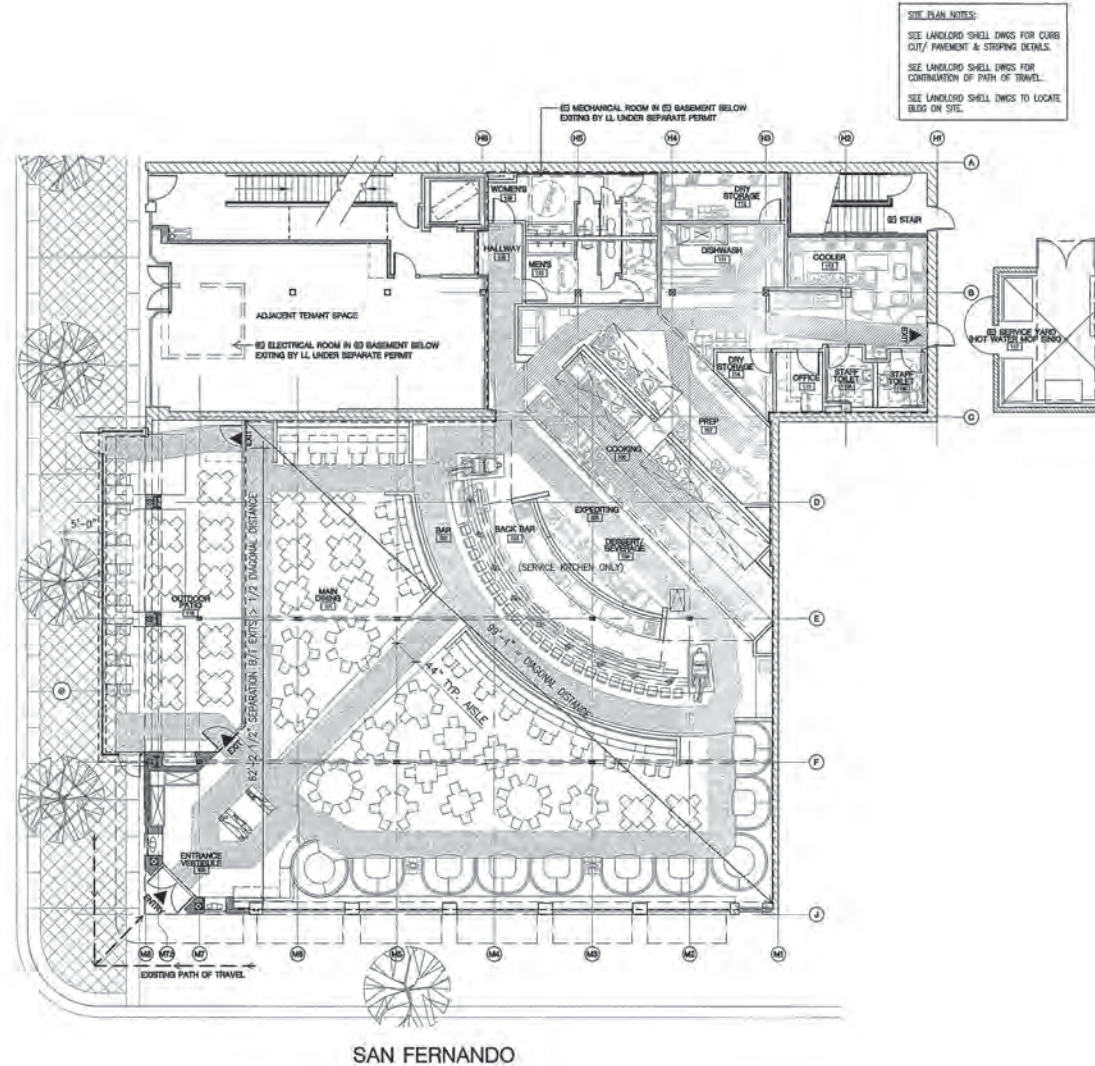 SITE PLAN NOTES:
SEE LANDLORD SHELL DWGS FOR CURB
CUT/ PAVEMENT & STRIPING DETAILS.
SEE LANDLORD SHELL DWGS FOR
CONTINUATION OF PATH OF TRAVEL.
SEE LANDLORD SHELL DWGS TO LOCATE
BLDG ON SITE.
(E) MECHANICAL ROOM IN (E) BASEMENT BELOW
EXITING BY LL UNDER SEPARATE PERMIT
H6
H5
H4
H3
H2
H1
A
WOMEN'S
DRY
STORAGE
(E) STAIR
HALLWAY
DISHWASH
111
COOLER
MEN'S
B
ADJACENT TENANT SPACE
(E) ELECTRICAL ROOM IN (E) BASEMENT BELOW
EXITING BY LL UNDER SEPARATE PERMIT
EXIT
(E) SERVICE YARD
(HOT WATER MOP SINK)
DRY
STORAGE
OFFICE
STAFF
TOILET
STAFF
TOILET
PREP
EXIT
COOKING
D
5'-0"
EXPEDITING
BAR
BACK BAR
DESSERT/
BEVERAGE
(SERVICE KITCHEN ONLY)
OUTDOOR
PATIO
MAIN
DINING
E
62'-2 1/2" SEPARATION B/T EXITS > 1/2 DIAGONAL DISTANCE
99'-4" = DIAGONAL DISTANCE
44" TYP. AISLE
EXIT
F
ENTRANCE
VESTIBULE
ENTRY
J
M8
M7.5
M7
M6
M5
M4
M3
M2
M1
EXISTING PATH OF TRAVEL
SAN FERNANDO